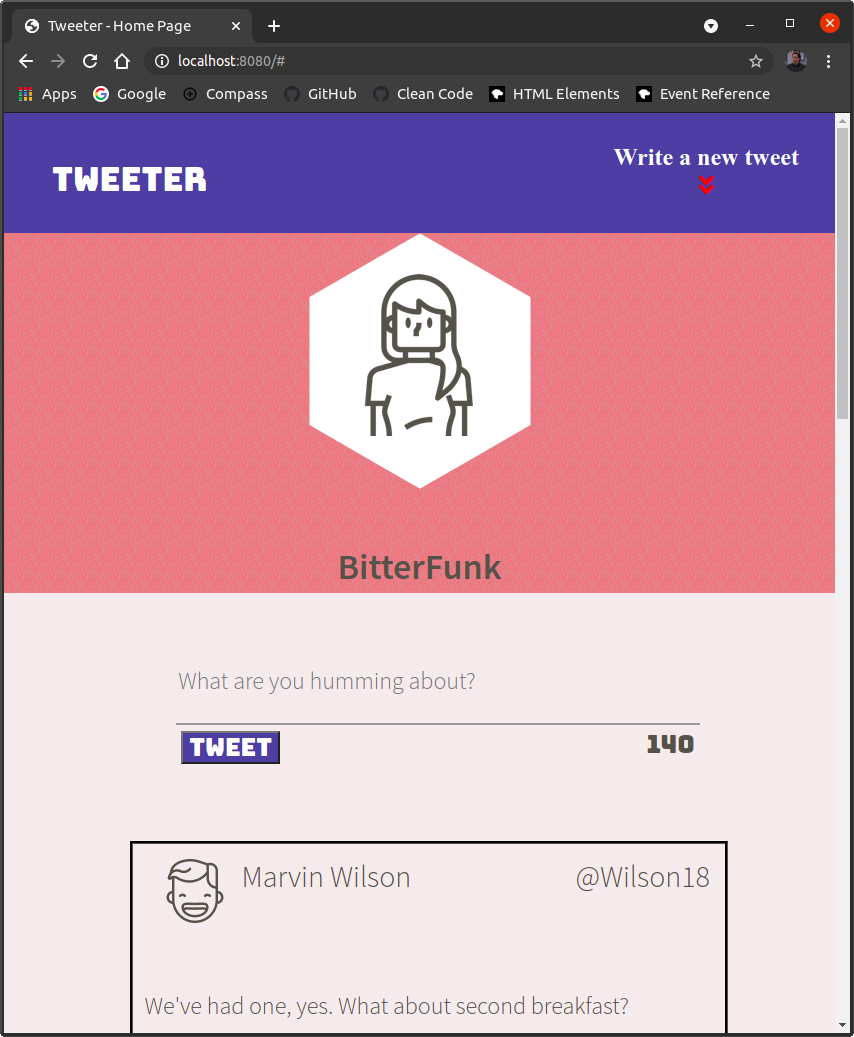 Tweeter - Home Page
localhost:8080/#
Apps Google Compass GitHub Clean Code HTML Elements Event Reference
TWEETER
Write a new tweet
BitterFunk
What are you humming about?
TWEET 140
Marvin Wilson @Wilson18
We've had one, yes. What about second breakfast?